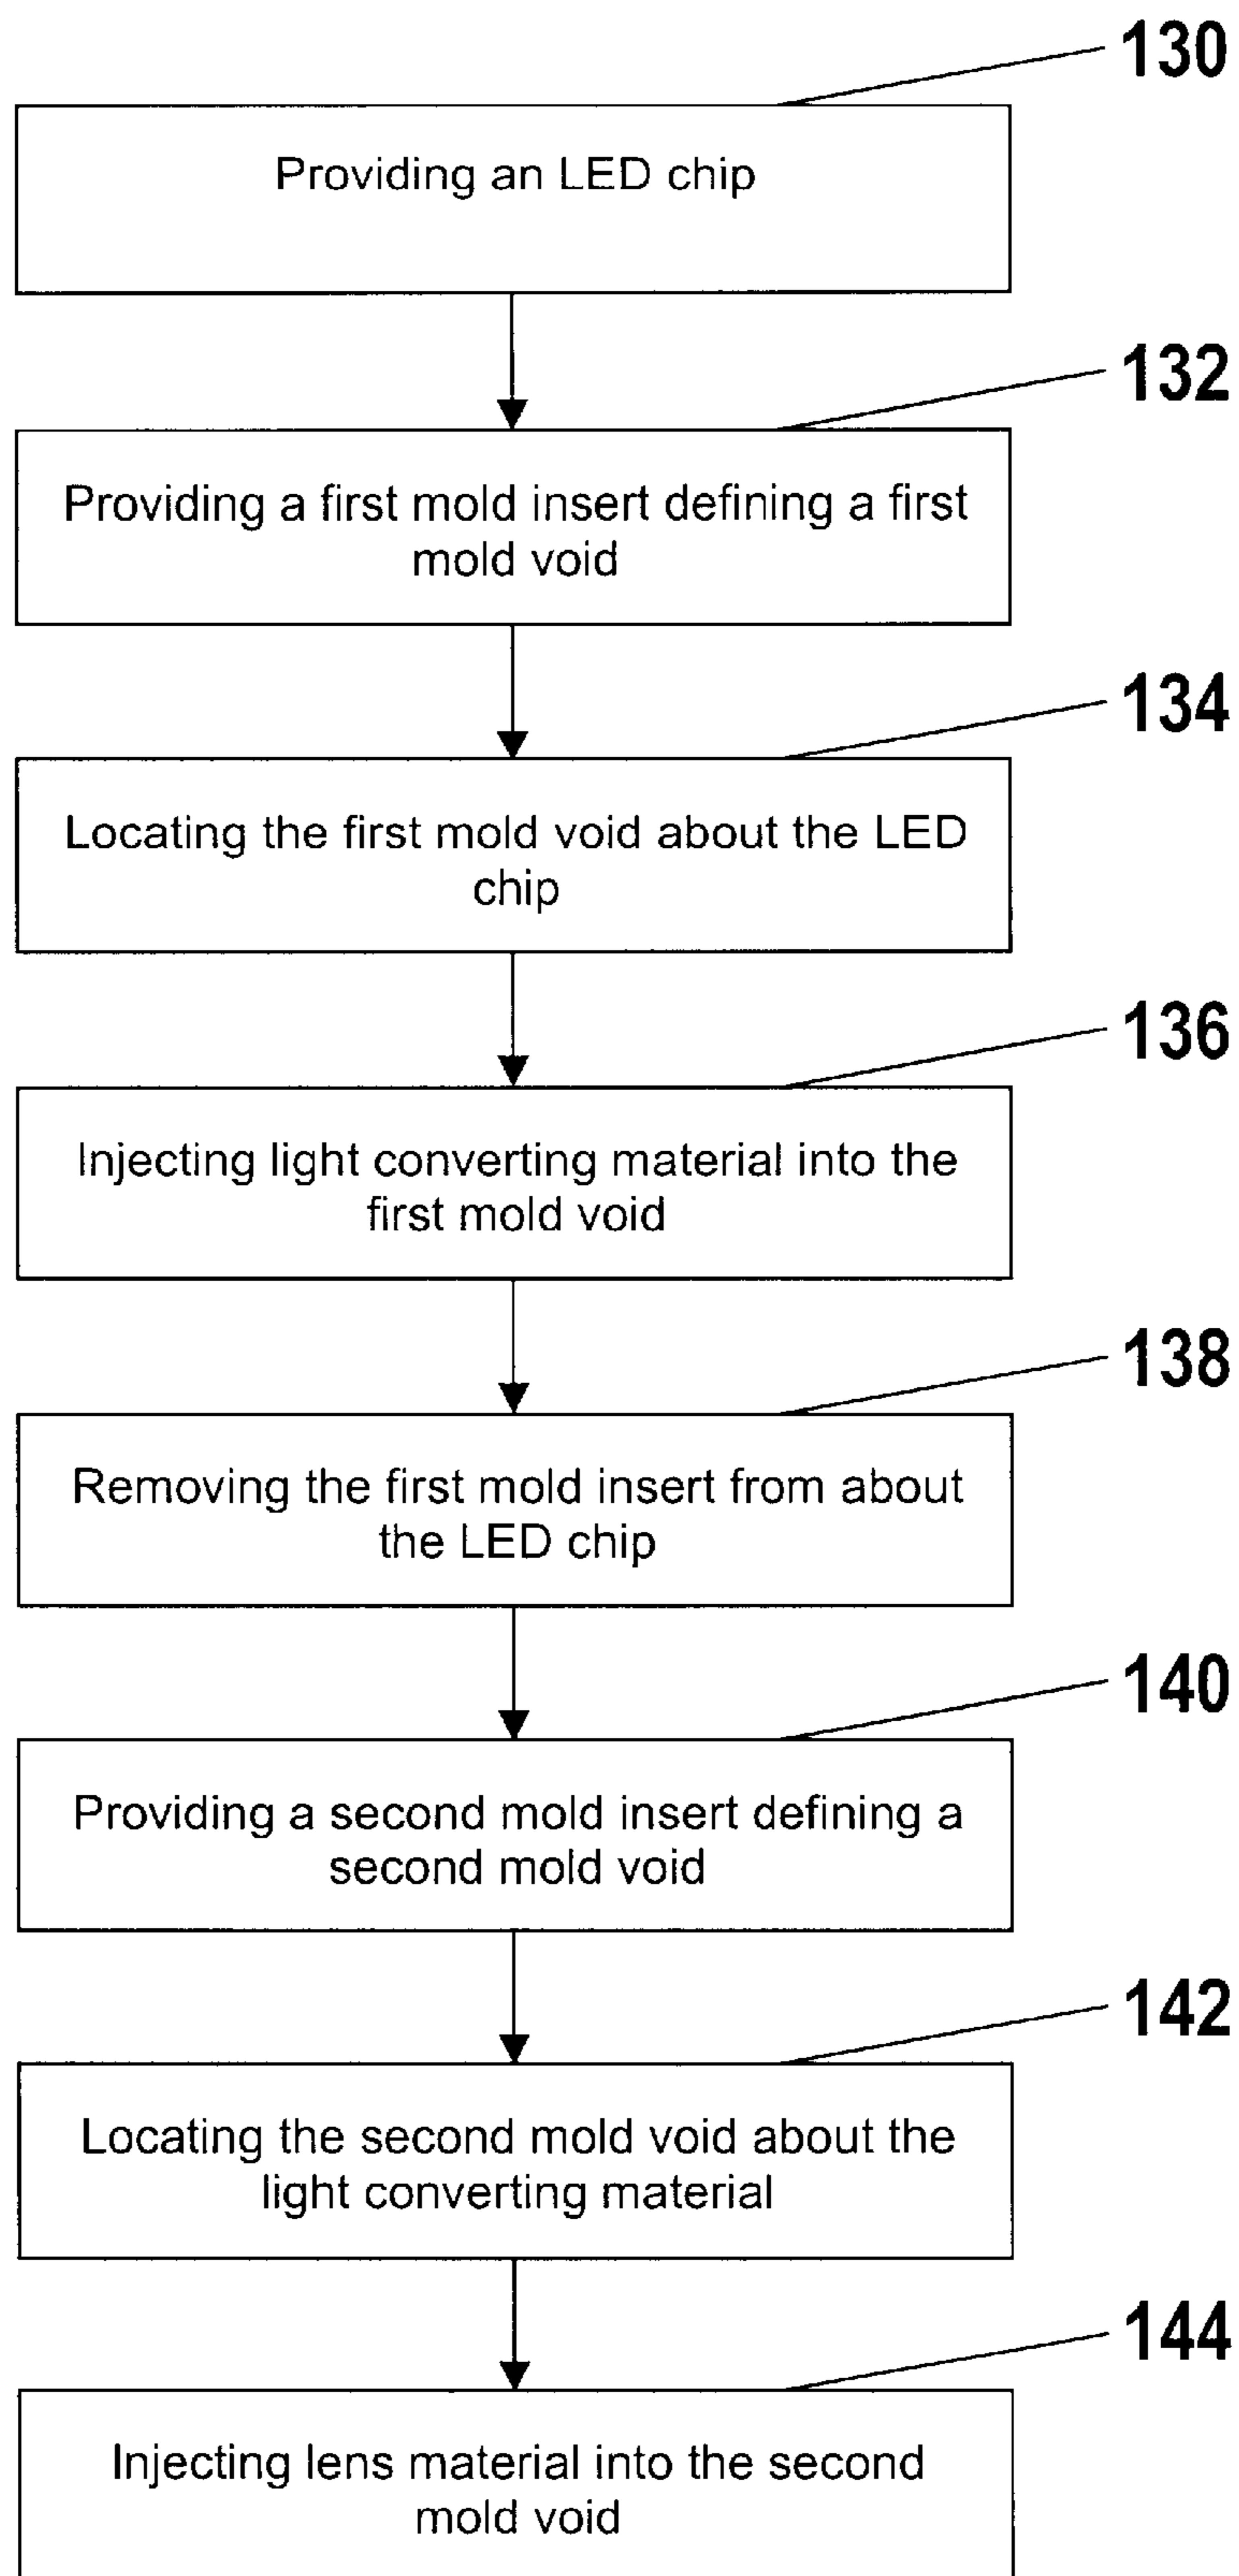 130
Providing an LED chip
132
Providing a first mold insert defining a first
mold void
134
Locating the first mold void about the LED
chip
136
Injecting light converting material into the
first mold void
138
Removing the first mold insert from about
the LED chip
140
Providing a second mold insert defining a
second mold void
142
Locating the second mold void about the
light converting material
144
Injecting lens material into the second
mold void